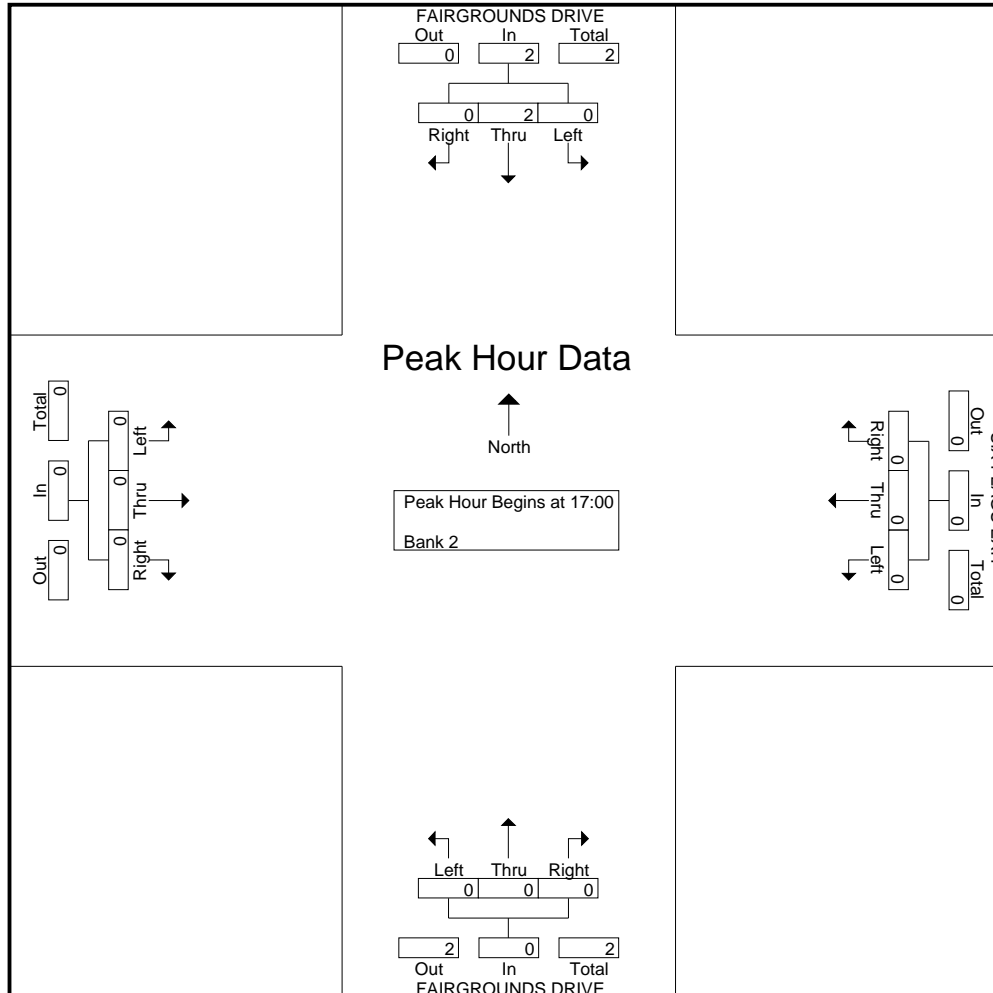 FAIRGROUNDS DRIVE
Out In Total
0 2 2
0 2 0
Right Thru Left
Peak Hour Data
North
Peak Hour Begins at 17:00
Bank 2
Total In Out
0 0 0
0 0 0
Left Thru Right
Right Thru Left
0 0 0
Out In Total
0 0 0
Left Thru Right
0 0 0
2 0 2
Out In Total
FAIRGROUNDS DRIVE